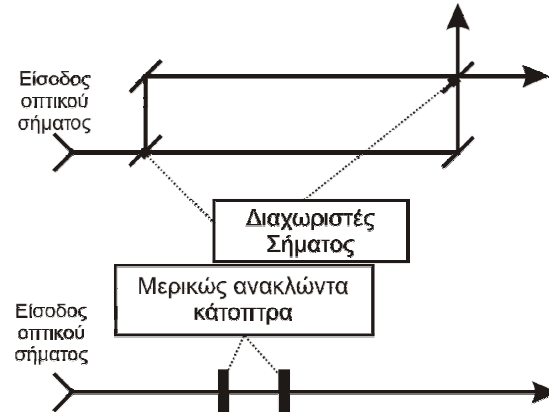 Είσοδος
οπτικού
σήματος
Διαχωριστές
Σήματος
Μερικώς ανακλώντα
κάτοπτρα
Είσοδος
οπτικού
σήματος